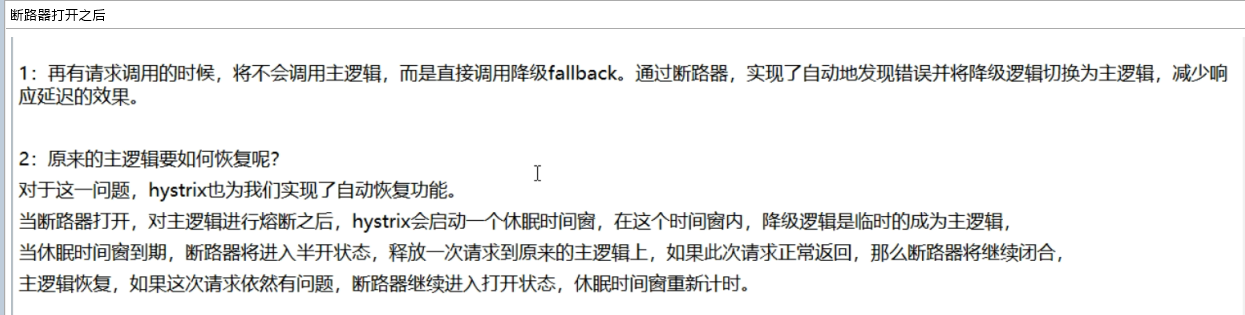 断路器打开之后
1：再有请求调用的时候，将不会调用主逻辑，而是直接调用降级fallback。通过断路器，实现了自动地发现错误并将降级逻辑切换为主逻辑，减少响
应延迟的效果。
2：原来的主逻辑要如何恢复呢？
对于这一问题，hystrix也为我们实现了自动恢复功能。
当断路器打开，对主逻辑进行熔断之后，hystrix会启动一个休眠时间窗，在这个时间窗内，降级逻辑是临时的成为主逻辑，
当休眠时间窗到期，断路器将进入半开状态，释放一次请求到原来的主逻辑上，如果此次请求正常返回，那么断路器将继续闭合，
主逻辑恢复，如果这次请求依然有问题，断路器继续进入打开状态，休眠时间窗重新计时。